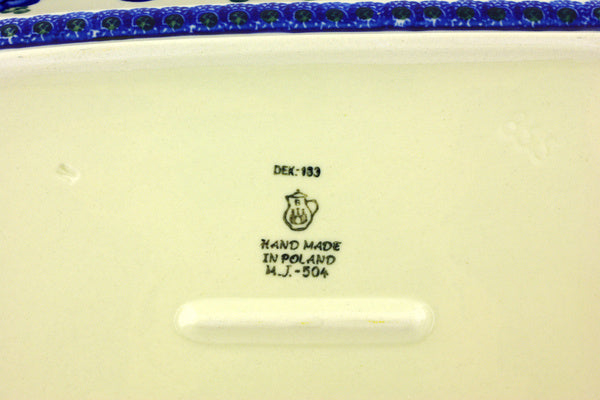 DEK.-133
HAND MADE
IN POLAND
M.J.-504